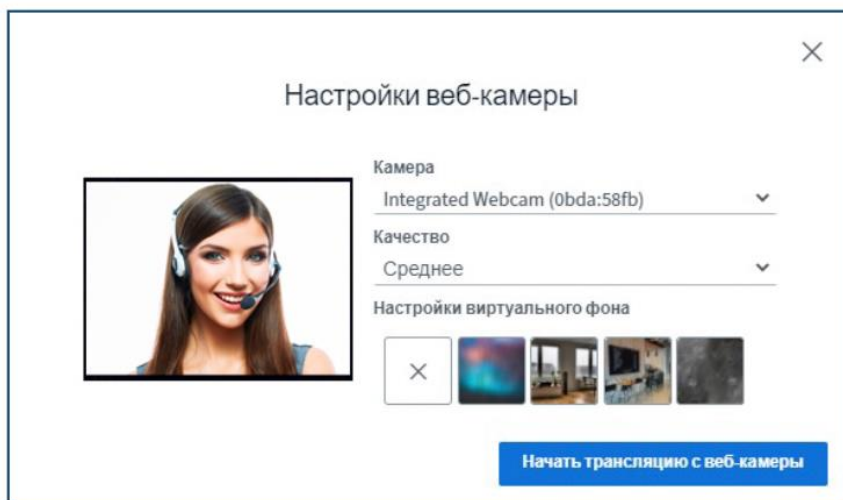 Настройки веб-камеры
Камера
Integrated Webcam (0bda:58fb)
Качество
Среднее
Настройки виртуального фона
Начать трансляцию с веб-камеры